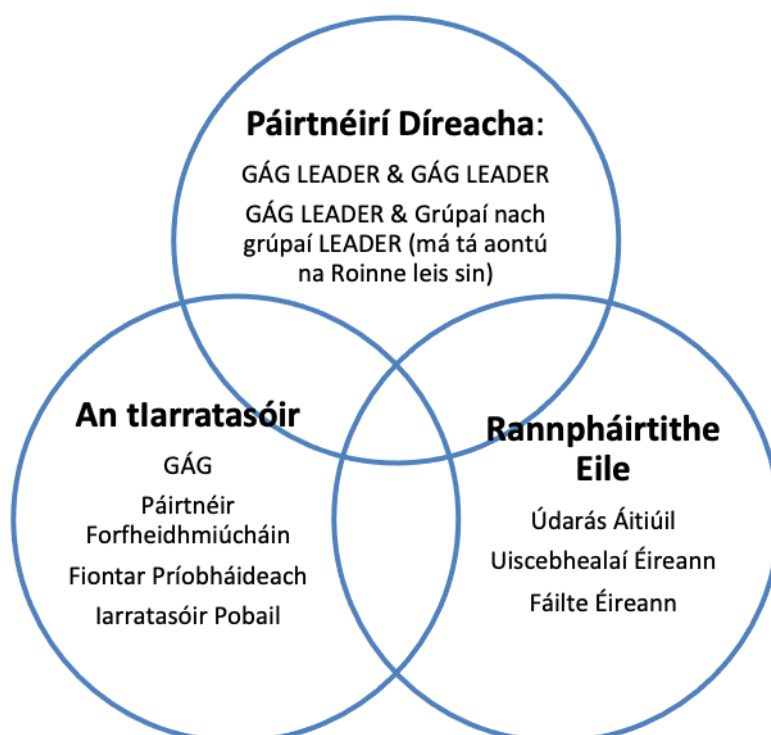 Páirtnéirí Díreacha:
GÁG LEADER & GÁG LEADER
GÁG LEADER & Grúpaí nach
grúpaí LEADER (má tá aontú
na Roinne leis sin)
An tIarratasóir
GÁG
Páirtnéir
Forfheidhmiúcháin
Fiontar Príobháideach
Iarratasóir Pobail
Rannpháirtithe
Eile
Údarás Áitiúil
Uiscebhealaí Éireann
Fáilte Éireann